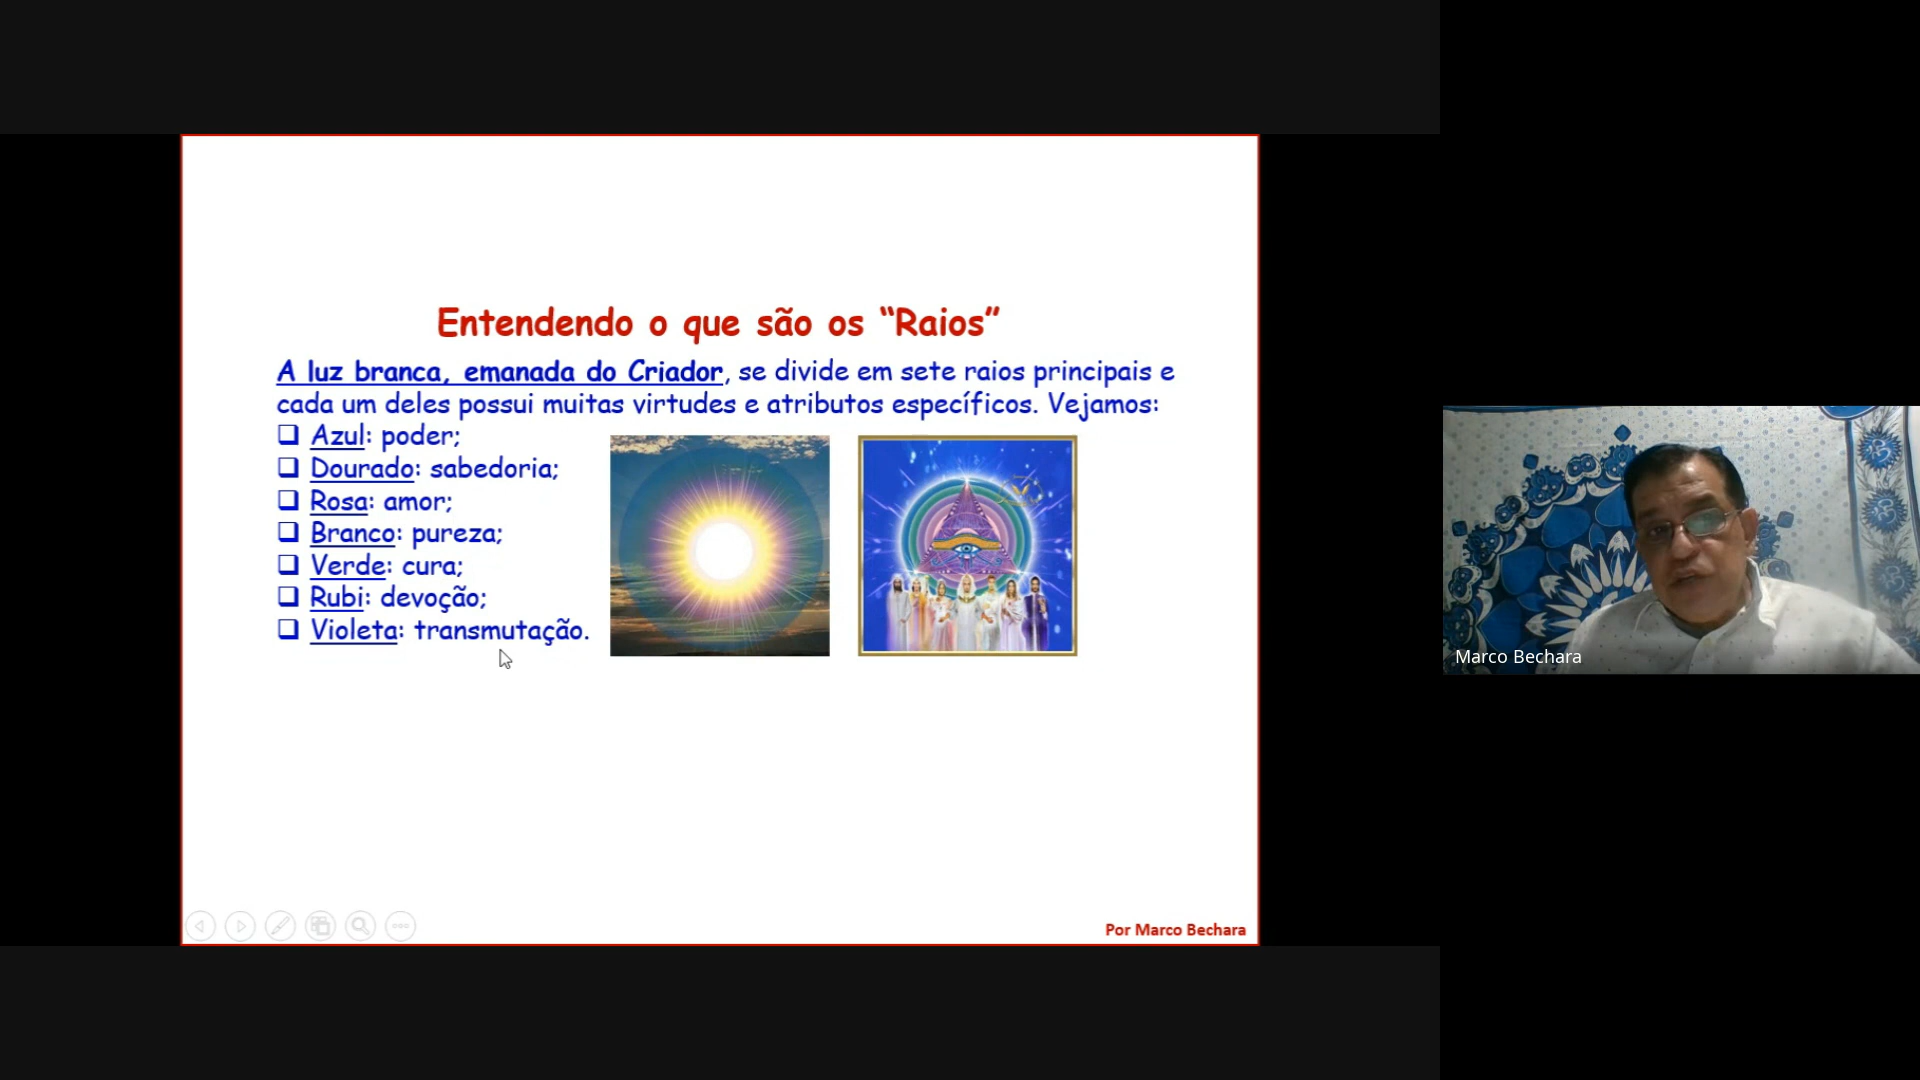 Entendendo o que são os “Raios”
A luz branca, emanada do Criador, se divide em sete raios principais e
cada um deles possui muitas virtudes e atributos específicos. Vejamos:
❑ Azul: poder;
❑ Dourado: sabedoria;
❑ Rosa: amor;
❑ Branco: pureza;
❑ Verde: cura;
❑ Rubi: devoção;
❑ Violeta: transmutação.
Por Marco Bechara
Marco Bechara